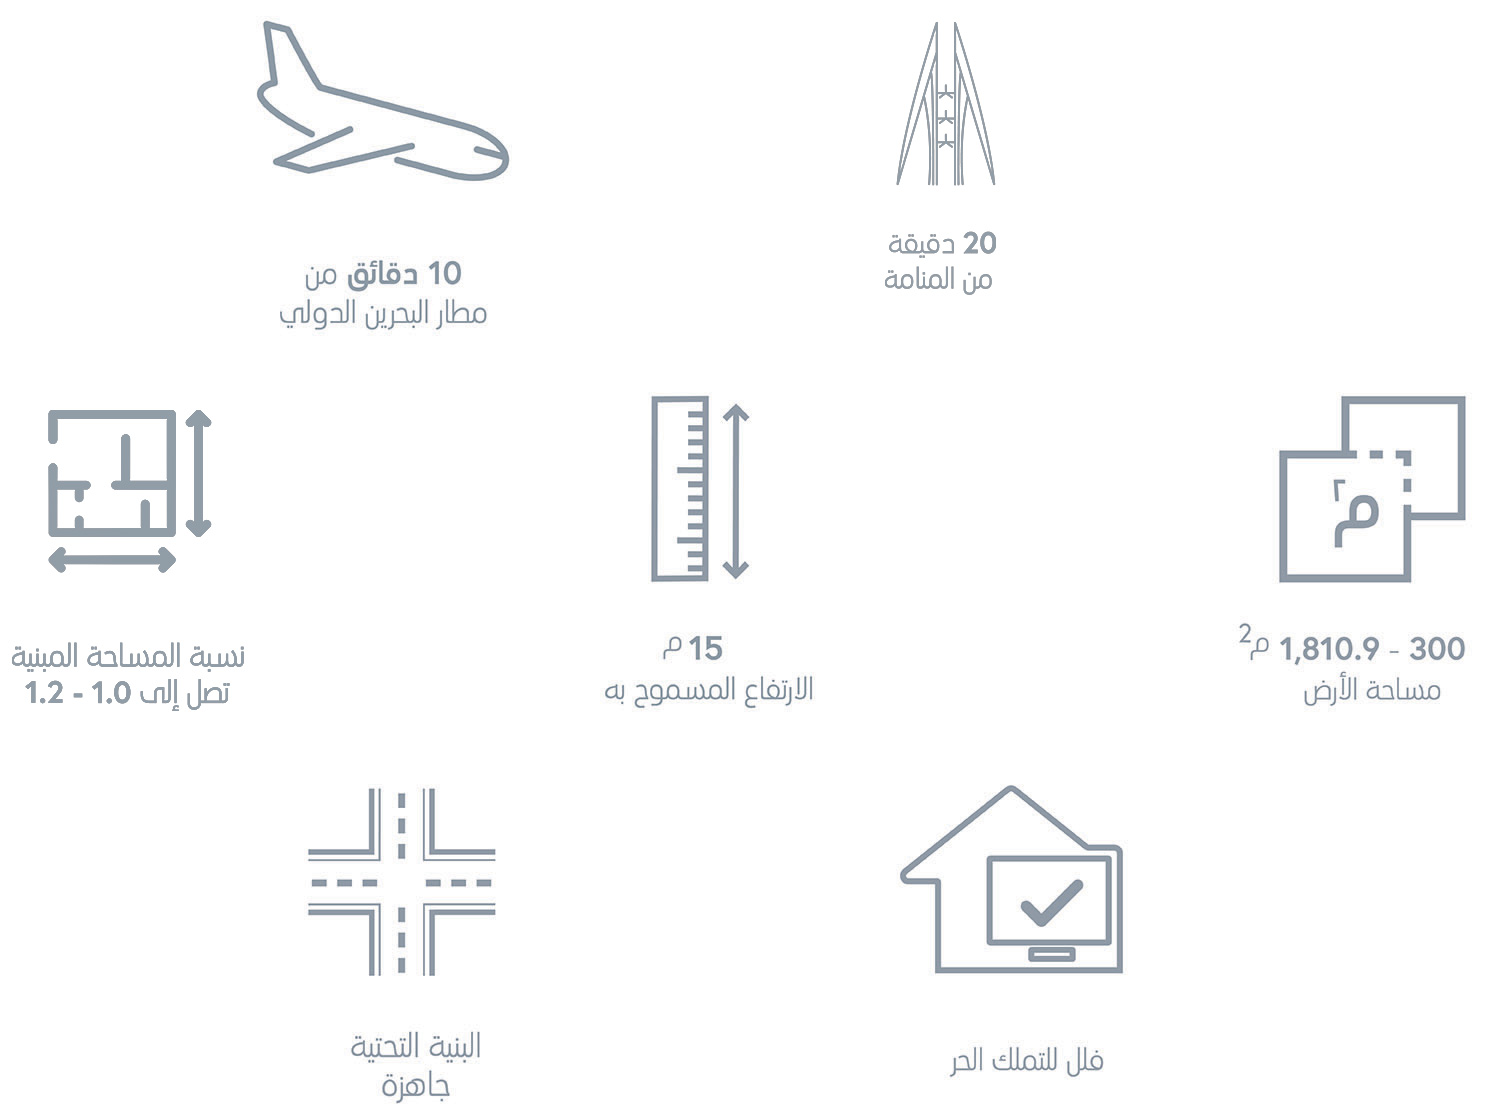 20 دقيقة
من المنامة
10 دقائق من
مطار البحرين الدولي
م٢
300 - 1,810.9 م2
مساحة الأرض
15 م
الارتفاع المسموح به
نسبة المساحة المبنية
تصل إلى 1.0 - 1.2
فلل للتملك الحر
البنية التحتية
جاهزة